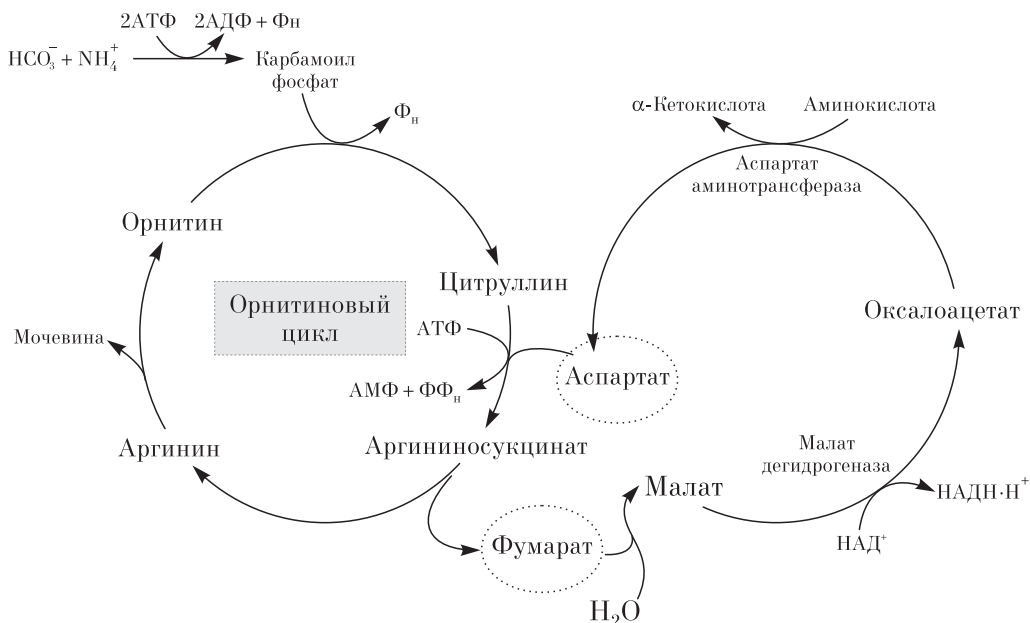 2АТФ 2АДФ + Фн
HCO₃⁻ + NH₄⁺
Карбамоил
фосфат
Фн
α-Кетокислота Аминокислота
Аспартат
аминотрансфераза
Орнитин
Цитруллин
Орнитиновый
цикл
Оксалоацетат
АТФ
Мочевина
Аспартат
АМФ + ФФн
Аргинин
Аргининосукцинат
Малат
дегидрогеназа
Малат
НАДН·Н⁺
Фумарат
НАД⁺
H₂O